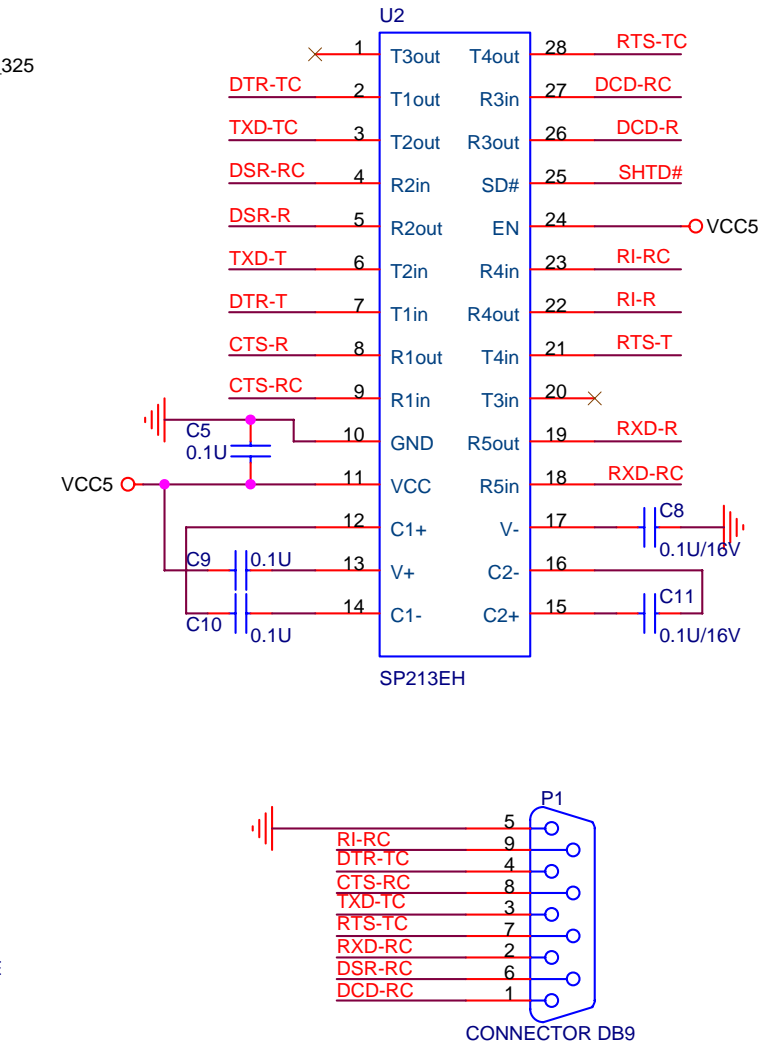 U2
_325
1 T3out T4out 28 RTS-TC
DTR-TC 2 T1out R3in 27 DCD-RC
TXD-TC 3 T2out R3out 26 DCD-R
DSR-RC 4 R2in SD# 25 SHTD#
DSR-R 5 R2out EN 24 VCC5
TXD-T 6 T2in R4in 23 RI-RC
DTR-T 7 T1in R4out 22 RI-R
CTS-R 8 R1out T4in 21 RTS-T
CTS-RC 9 R1in T3in 20
C5 0.1U 10 GND R5out 19 RXD-R
VCC5 11 VCC R5in 18 RXD-RC
12 C1+ V- 17 C8 0.1U/16V
C9 0.1U 13 V+ C2- 16
C10 0.1U 14 C1- C2+ 15 C11 0.1U/16V
SP213EH
P1
5
RI-RC 9
DTR-TC 4
CTS-RC 8
TXD-TC 3
RTS-TC 7
RXD-RC 2
DSR-RC 6
DCD-RC 1
CONNECTOR DB9